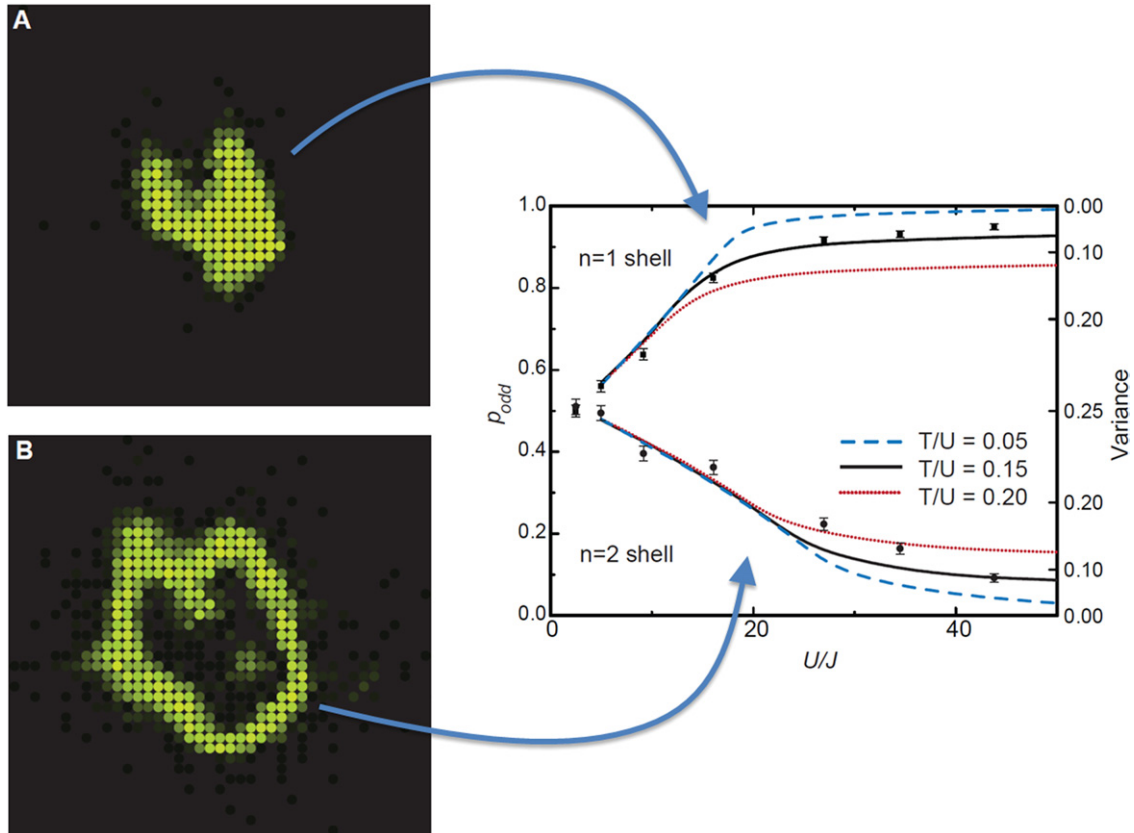 A
B
1.0
0.8
0.6
0.4
0.2
0.0
p_odd
n=1 shell
n=2 shell
T/U = 0.05
T/U = 0.15
T/U = 0.20
0.00
0.10
0.20
0.25
0.20
0.10
0.00
Variance
0 20 40
U/J